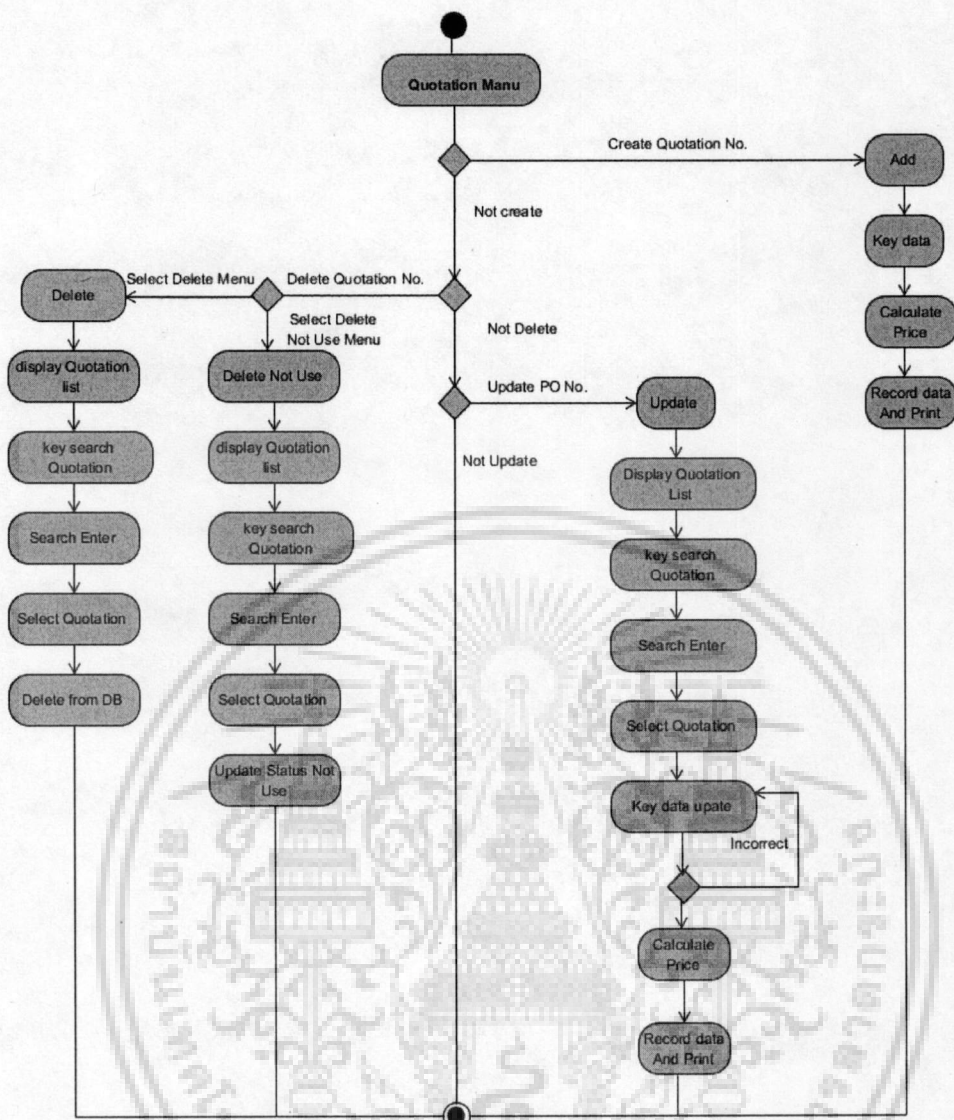 Quotation Manu
Create Quotation No.
Add
Not create
Key data
Select Delete Menu
Delete Quotation No.
Delete
Select Delete
Not Use Menu
Not Delete
Calculate
Price
display Quotation
list
Delete Not Use
Update PO No.
Update
Record data
And Print
key search
Quotation
display Quotation
list
Not Update
Display Quotation
List
Search Enter
key search
Quotation
key search
Quotation
Select Quotation
Search Enter
Search Enter
Delete from DB
Select Quotation
Select Quotation
Update Status Not
Use
Key data upate
Incorrect
Calculate
Price
Record data
And Print